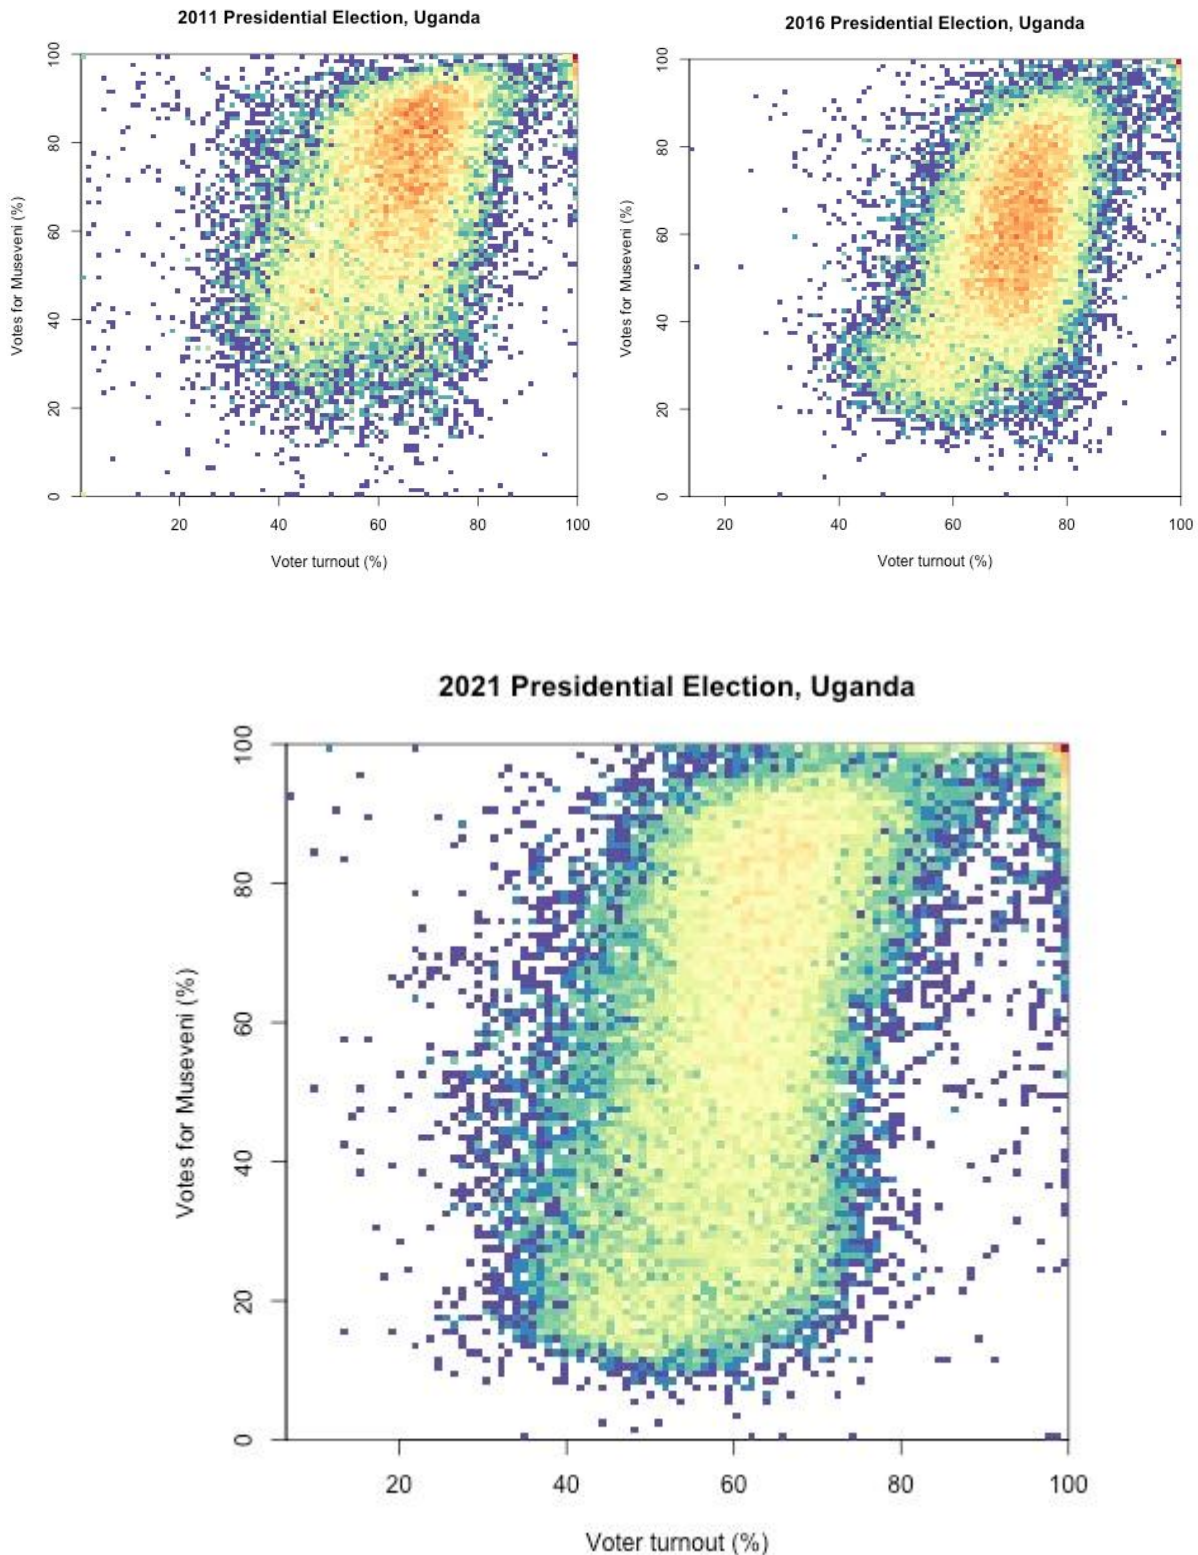 2011 Presidential Election, Uganda
Votes for Museveni (%)
100
80
60
40
20
0
20 40 60 80 100
Voter turnout (%)
2016 Presidential Election, Uganda
Votes for Museveni (%)
100
80
60
40
20
0
20 40 60 80 100
Voter turnout (%)
2021 Presidential Election, Uganda
Votes for Museveni (%)
100
80
60
40
20
0
20 40 60 80 100
Voter turnout (%)